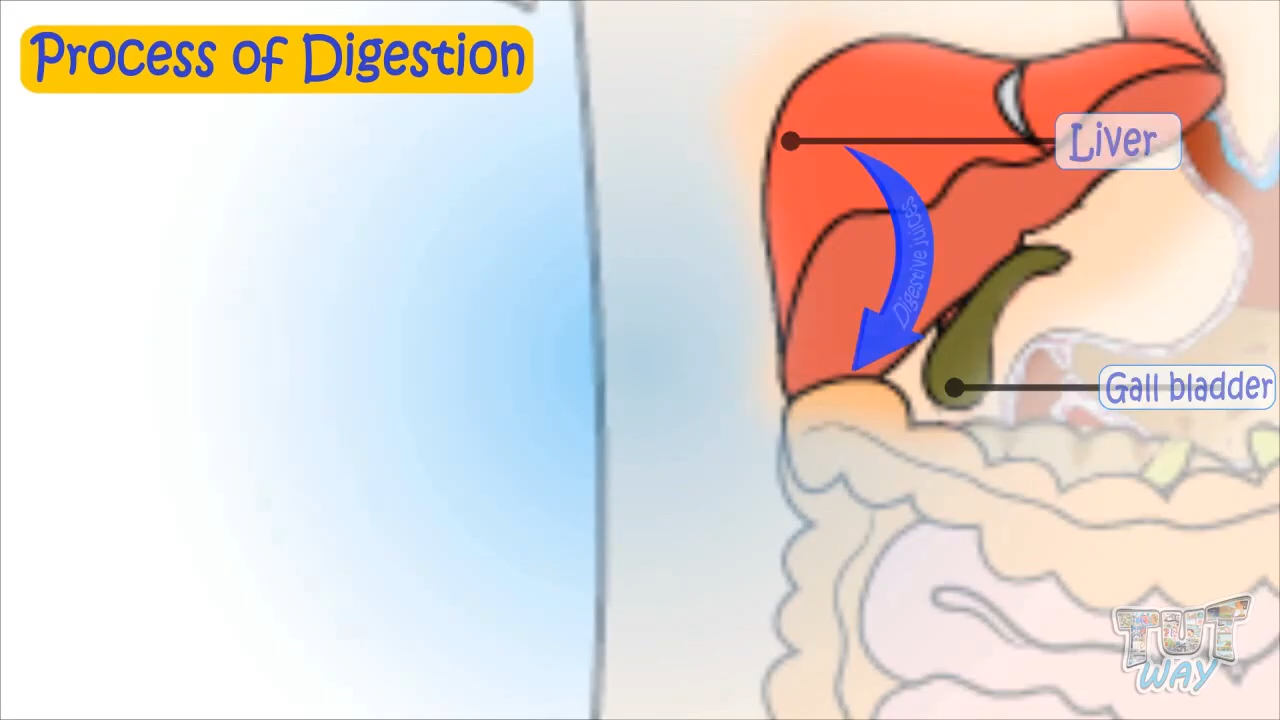 Process of Digestion
Liver
Digestive juices
Gall bladder
TUT
WAY